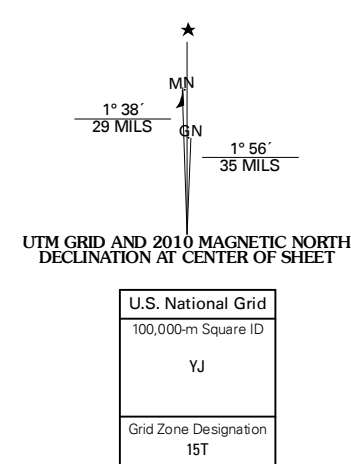 ★
MN
1° 38´
29 MILS
GN
1° 56´
35 MILS
UTM GRID AND 2010 MAGNETIC NORTH
DECLINATION AT CENTER OF SHEET
U.S. National Grid
100,000-m Square ID
YJ
Grid Zone Designation
15T